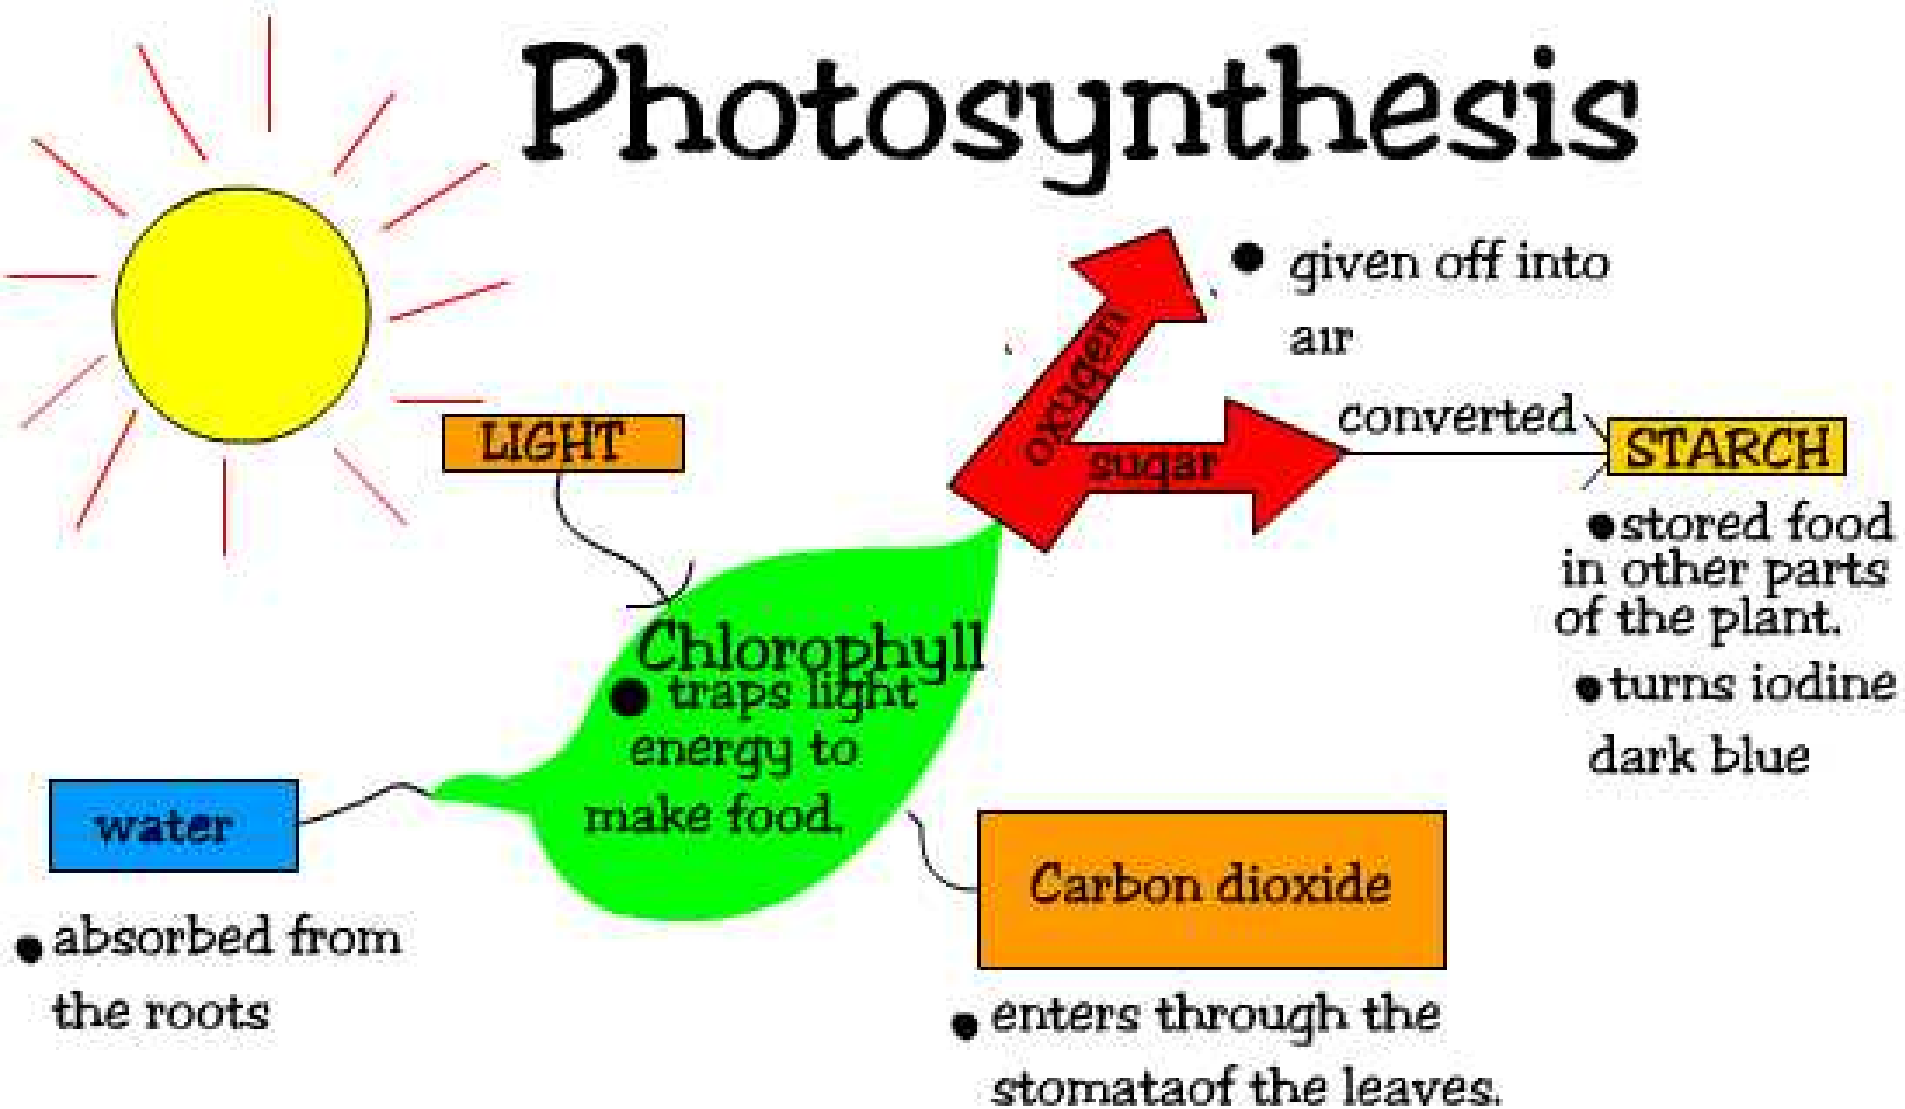 Photosynthesis
• given off into
air
oxygen
sugar
converted
STARCH
• stored food
in other parts
of the plant.
• turns iodine
dark blue
LIGHT
Chlorophyll
• traps light
energy to
make food.
water
• absorbed from
the roots
Carbon dioxide
• enters through the
stomataof the leaves.